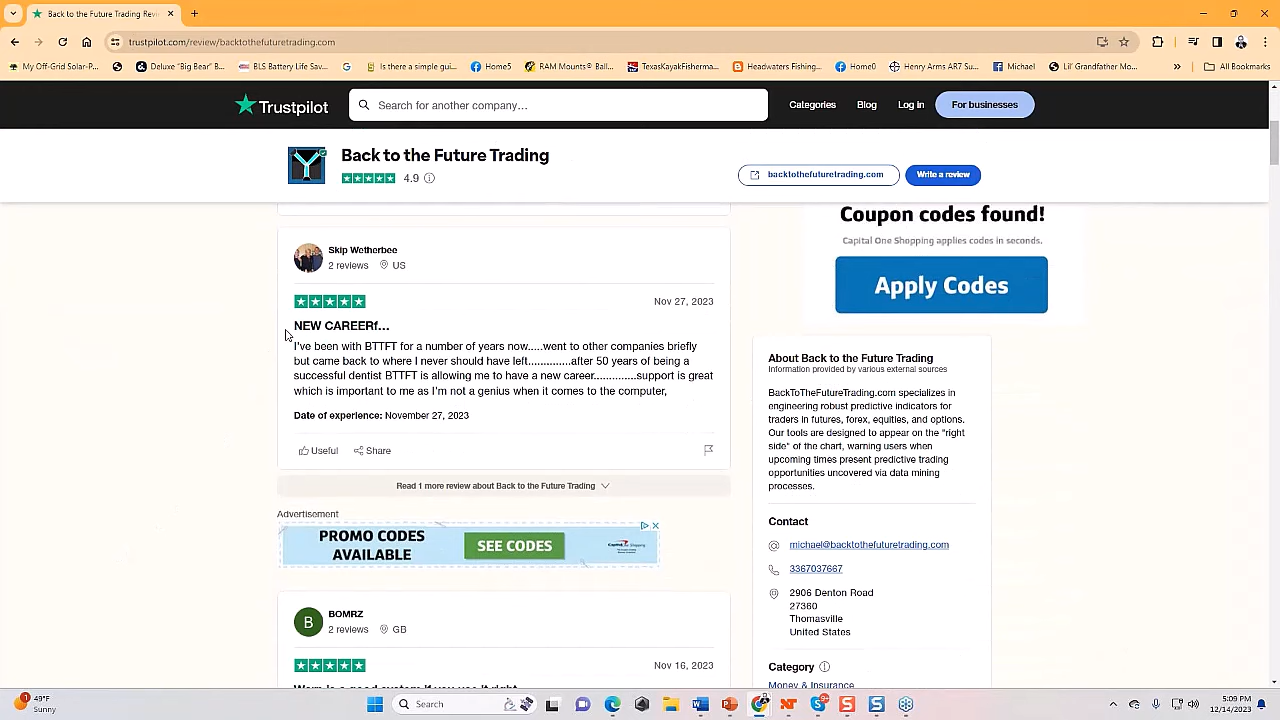 Back to the Future Trading Rev
trustpilot.com/review/backtothefuturetrading.com
My Off-Grid Solar-P...
Deluxe "Big Bear" B...
BLS Battery Life Sav...
Is there a simple gui...
Home5
RAM Mounts® Ball...
TexasKayakFisherma...
Headwaters Fishing...
Home0
Henry Arms AR7 Su...
Michael
Lil' Grandfather Mo...
»
All Bookmarks
Trustpilot
Search for another company...
Categories
Blog
Log in
For businesses
Back to the Future Trading
4.9
backtothefuturetrading.com
Write a review
Coupon codes found!
Capital One Shopping applies codes in seconds.
Apply Codes
Skip Wetherbee
2 reviews US
Nov 27, 2023
NEW CAREERf...
I've been with BTTFT for a number of years now.....went to other companies briefly
but came back to where I never should have left..............after 50 years of being a
successful dentist BTTFT is allowing me to have a new career.............support is great
which is important to me as I'm not a genius when it comes to the computer,
Date of experience: November 27, 2023
Useful Share
Read 1 more review about Back to the Future Trading
Advertisement
PROMO CODES
AVAILABLE
SEE CODES
B
BOMRZ
2 reviews GB
Nov 16, 2023
About Back to the Future Trading
Information provided by various external sources
BackToTheFutureTrading.com specializes in
engineering robust predictive indicators for
traders in futures, forex, equities, and options.
Our tools are designed to appear on the "right
side" of the chart, warning users when
upcoming times present predictive trading
opportunities uncovered via data mining
processes.
Contact
michael@backtothefuturetrading.com
3367037667
2906 Denton Road
27360
Thomasville
United States
Category
Money & Insurance
49°F
Sunny
Search
5:09 PM
12/14/2023